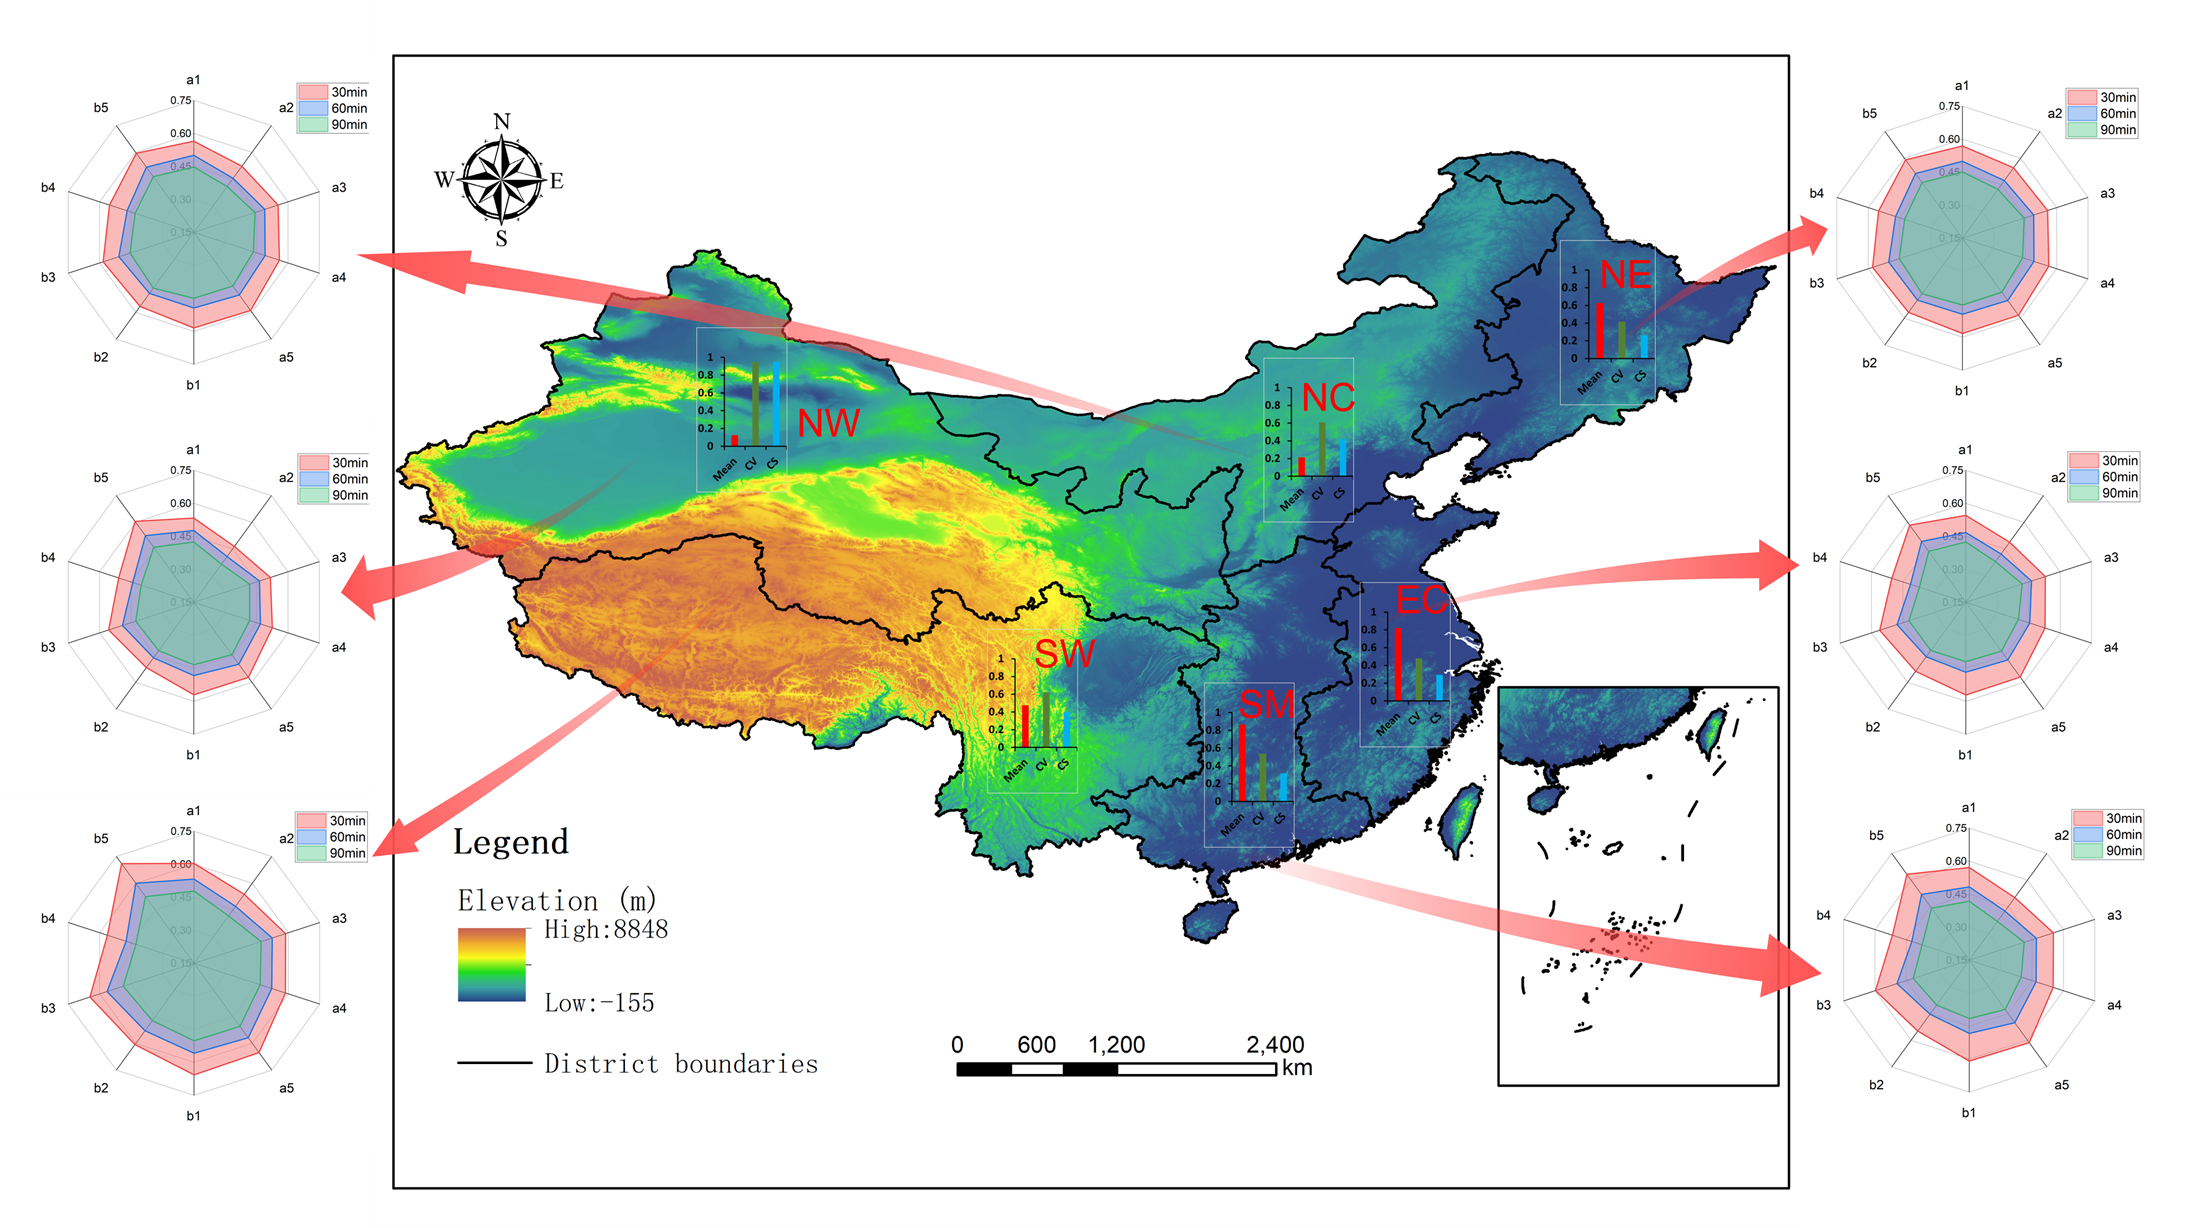 a1
0.75
0.60
0.45
0.30
0.15
a2
a3
a4
a5
b1
b2
b3
b4
b5
30min
60min
90min
a1
0.75
0.60
0.45
0.30
0.15
a2
a3
a4
a5
b1
b2
b3
b4
b5
30min
60min
90min
a1
0.75
0.60
0.45
0.30
0.15
a2
a3
a4
a5
b1
b2
b3
b4
b5
30min
60min
90min
N
W E
S
NW
1
0.8
0.6
0.4
0.2
0
Mean CV CS
NC
1
0.8
0.6
0.4
0.2
0
Mean CV CS
NE
1
0.8
0.6
0.4
0.2
0
Mean CV CS
SW
1
0.8
0.6
0.4
0.2
0
Mean CV CS
SM
1
0.8
0.6
0.4
0.2
0
Mean CV CS
EC
1
0.8
0.6
0.4
0.2
0
Mean CV CS
Legend
Elevation (m)
High:8848
Low:-155
District boundaries
0 600 1,200 2,400
km
a1
0.75
0.60
0.45
0.30
0.15
a2
a3
a4
a5
b1
b2
b3
b4
b5
30min
60min
90min
a1
0.75
0.60
0.45
0.30
0.15
a2
a3
a4
a5
b1
b2
b3
b4
b5
30min
60min
90min
a1
0.75
0.60
0.45
0.30
0.15
a2
a3
a4
a5
b1
b2
b3
b4
b5
30min
60min
90min